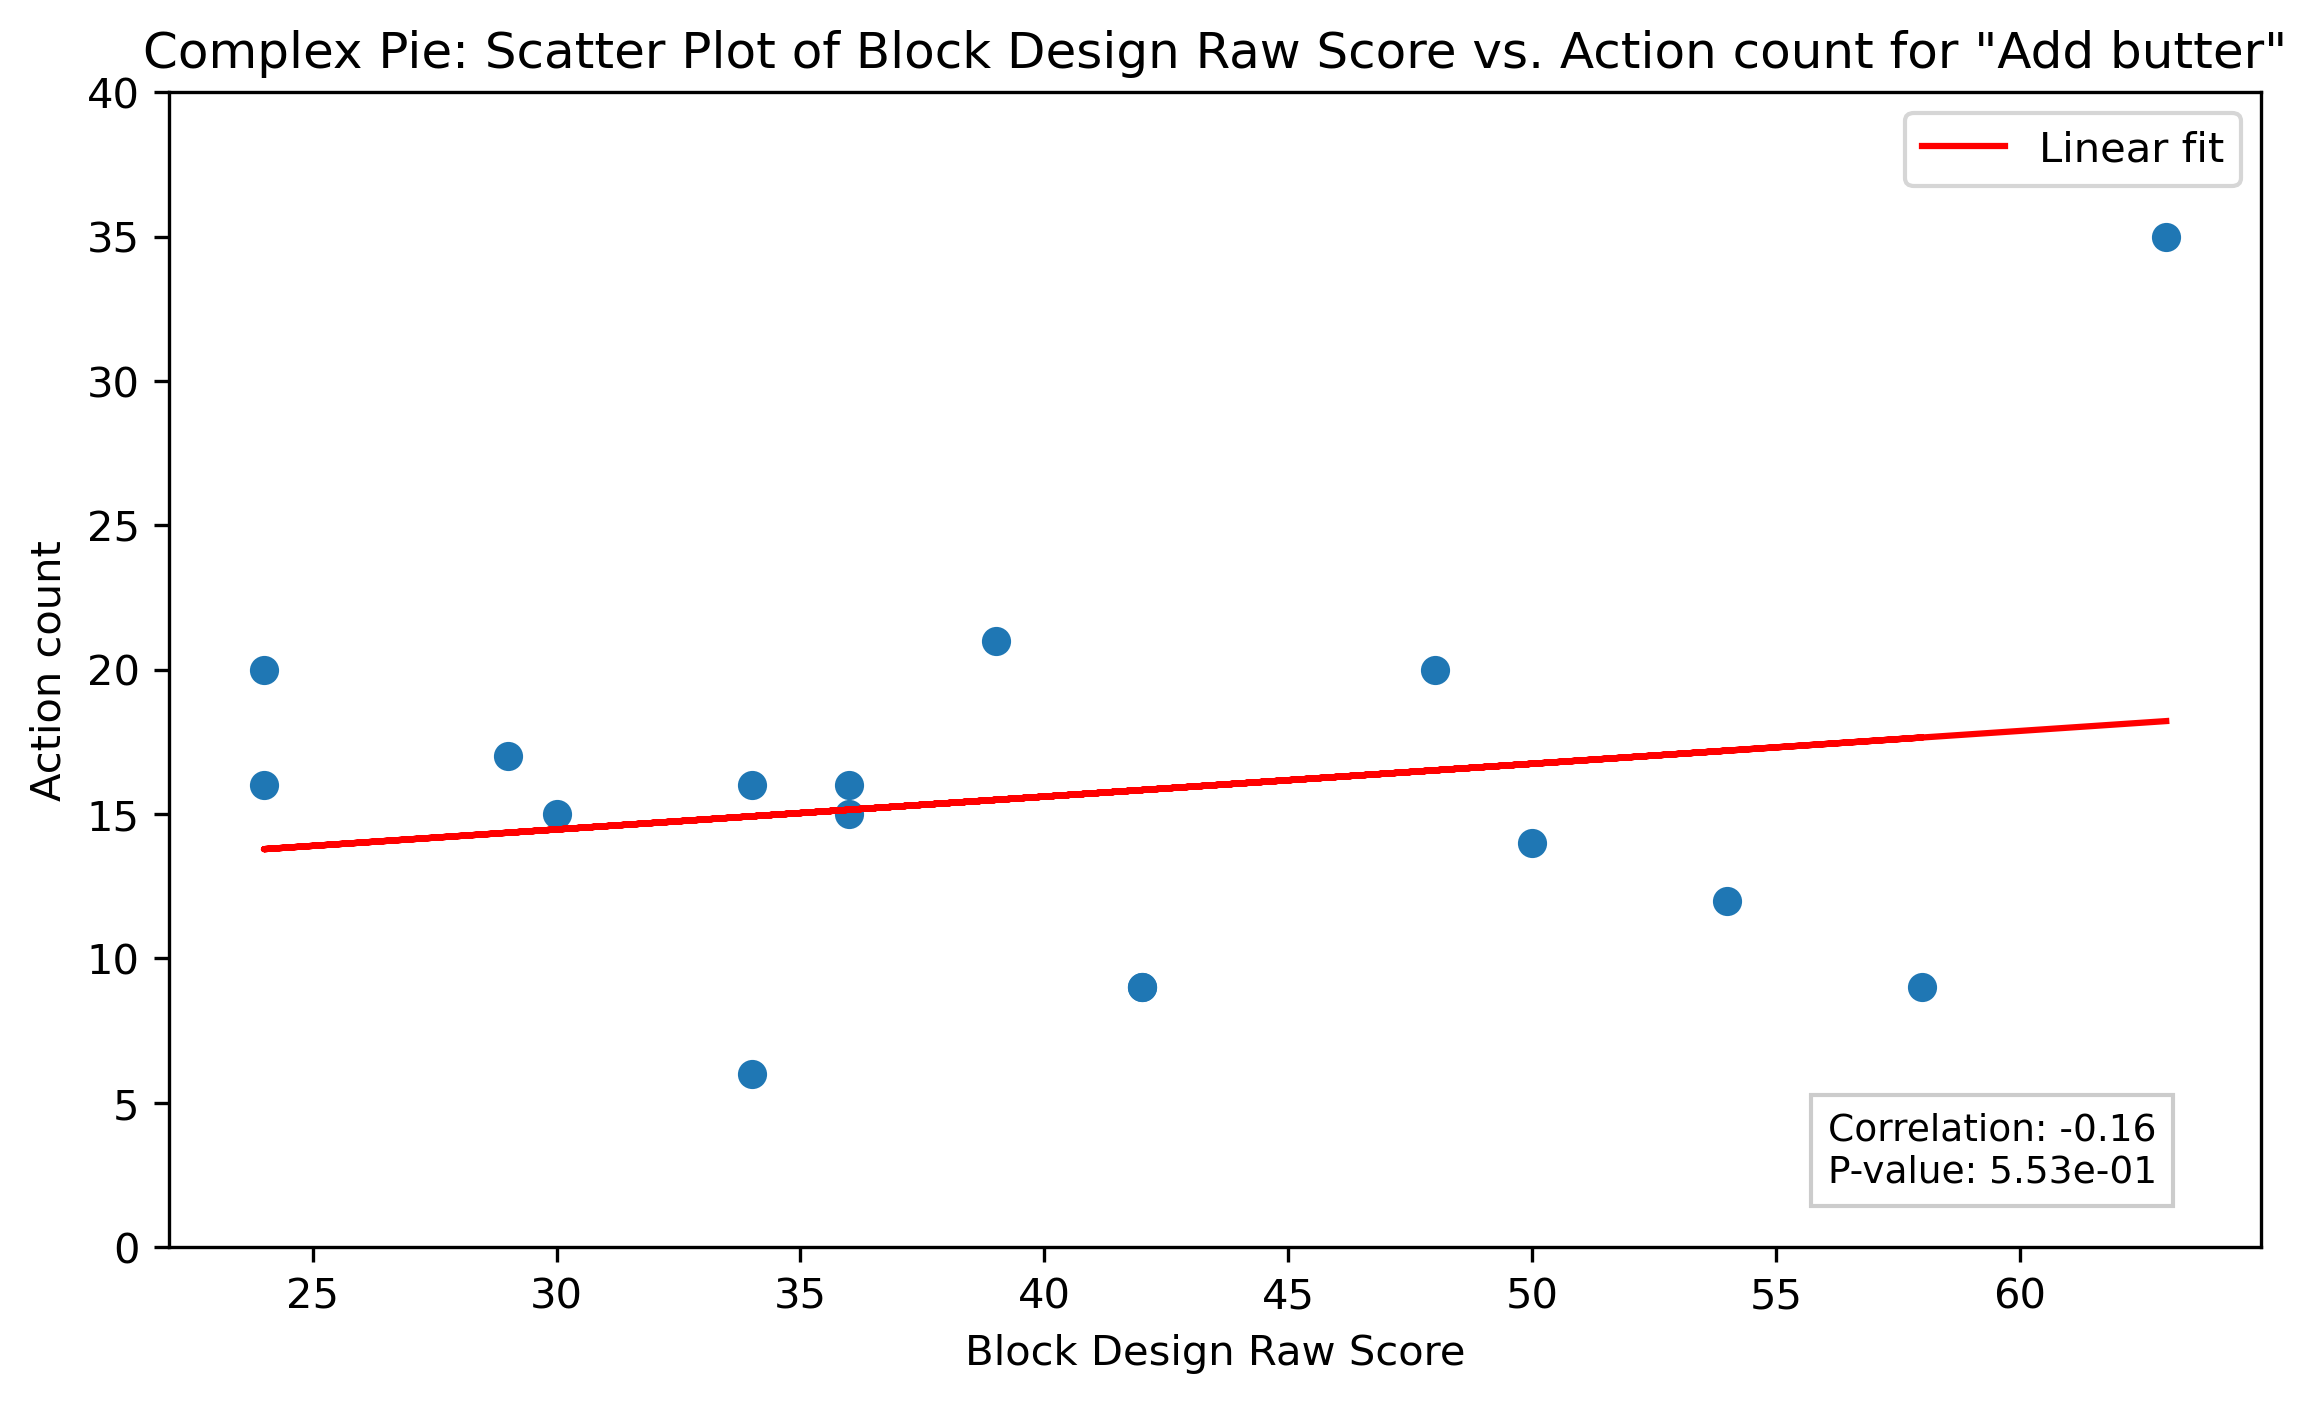 Complex Pie: Scatter Plot of Block Design Raw Score vs. Action count for "Add butter"
Linear fit
Action count
40
35
30
25
20
15
10
5
0
Correlation: -0.16
P-value: 5.53e-01
25 30 35 40 45 50 55 60
Block Design Raw Score